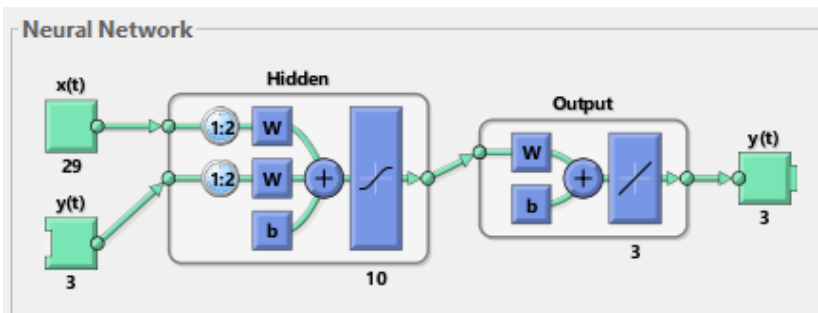 Neural Network
x(t)
29
y(t)
3
Hidden
1:2
W
1:2
W
b
+
10
Output
W
b
+
3
y(t)
3